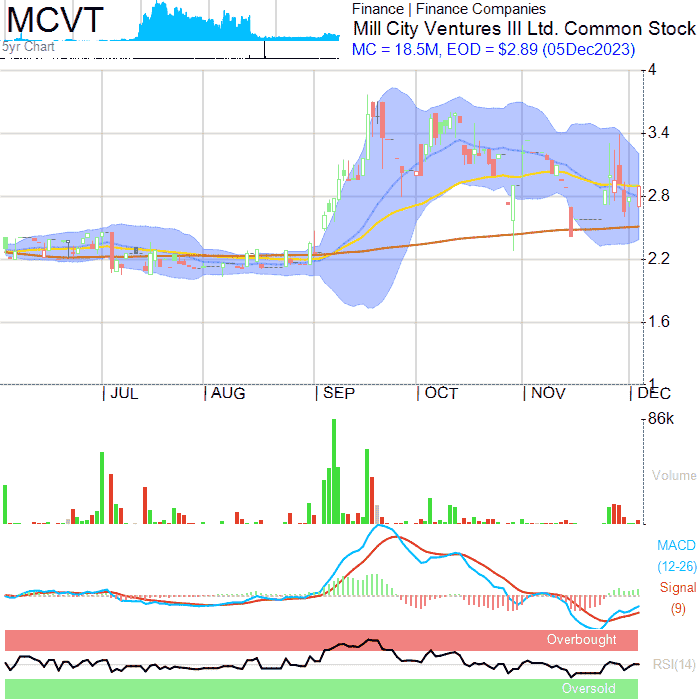 MCVT
5yr Chart
Finance | Finance Companies
Mill City Ventures III Ltd. Common Stock
MC = 18.5M, EOD = $2.89 (05Dec2023)
4
3.4
2.8
2.2
1.6
1
JUL AUG SEP OCT NOV DEC
86k
Volume
MACD
(12-26)
Signal
(9)
Overbought
RSI(14)
Oversold